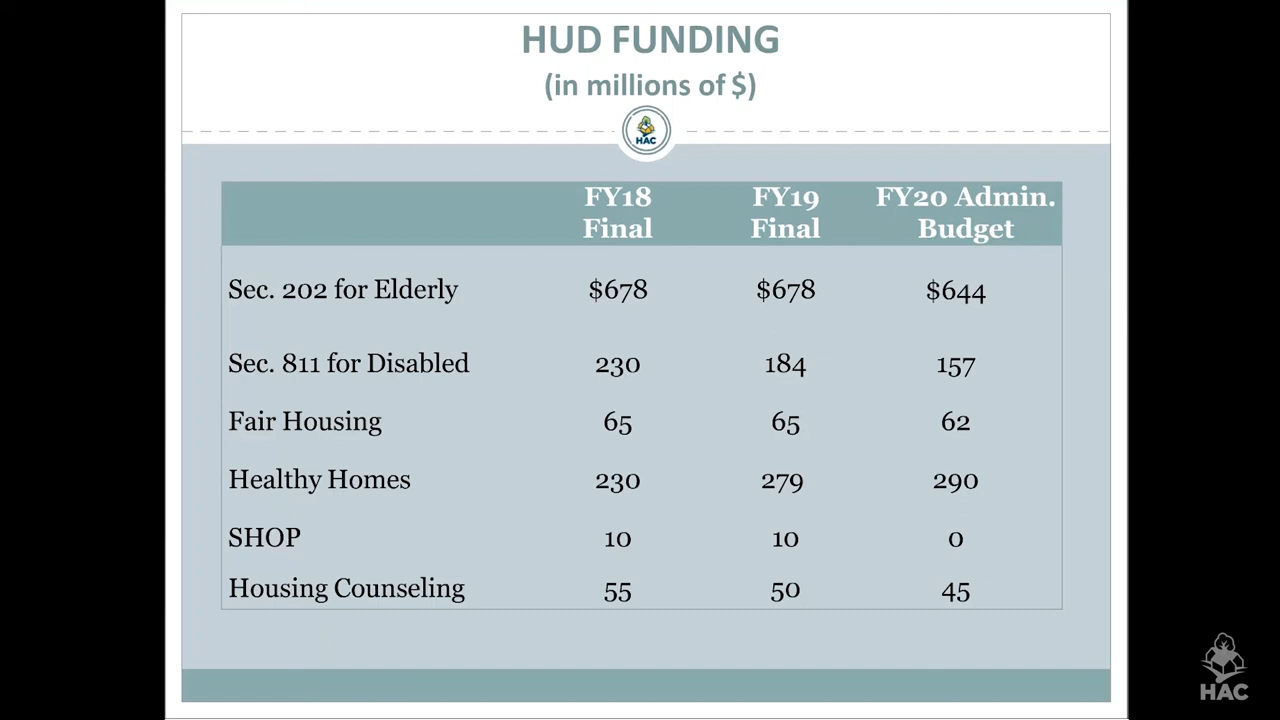 HUD FUNDING
(in millions of $)
HAC
FY18 Final FY19 Final FY20 Admin. Budget
Sec. 202 for Elderly $678 $678 $644
Sec. 811 for Disabled 230 184 157
Fair Housing 65 65 62
Healthy Homes 230 279 290
SHOP 10 10 0
Housing Counseling 55 50 45
HAC